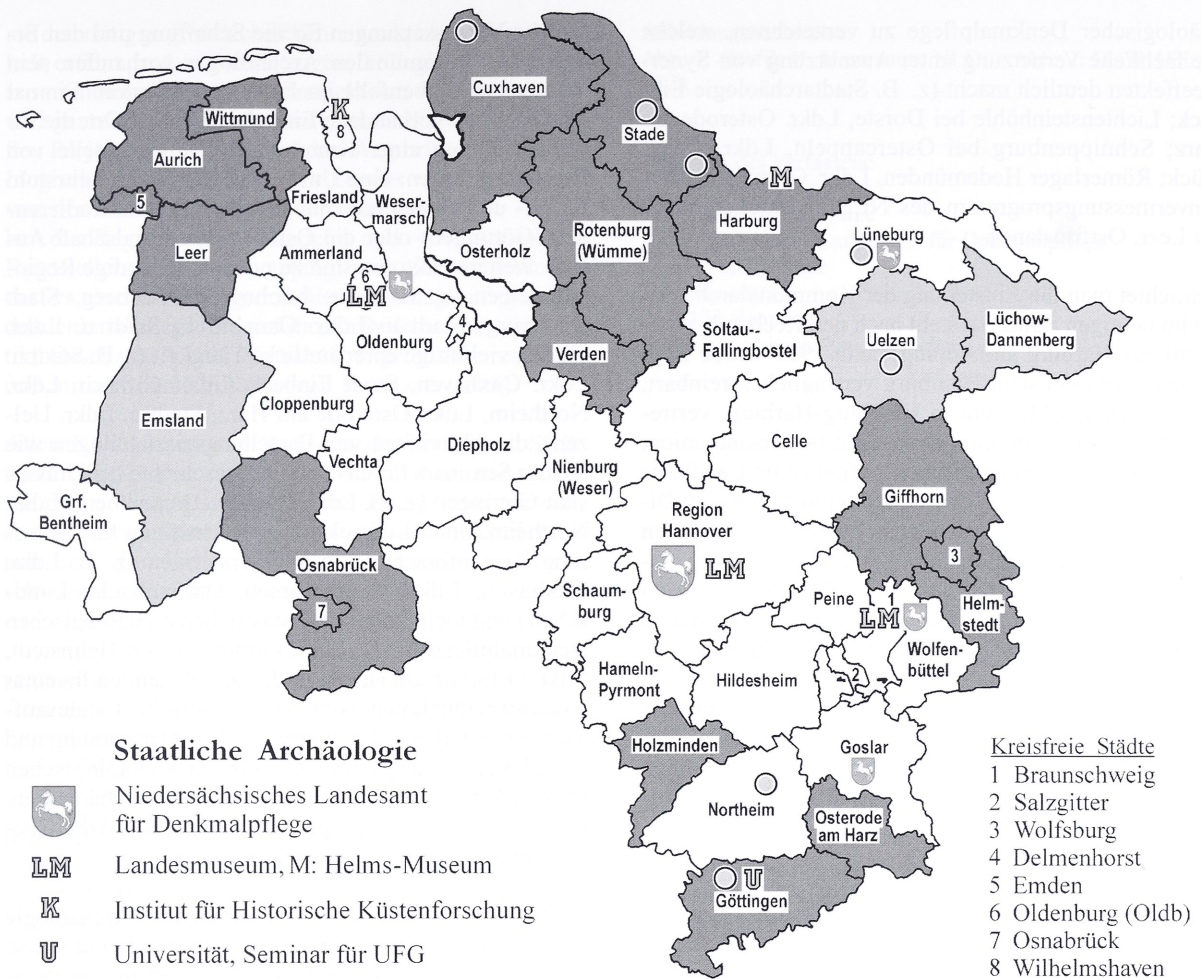 Cuxhaven
Wittmund
K
8
Stade
Aurich
M
Friesland
Weser-
marsch
5
Harburg
Rotenburg
(Wümme)
Lüneburg
Leer
Ammerland
Osterholz
6
LM
4
Lüchow-
Dannenberg
Oldenburg
Soltau-
Fallingbostel
Uelzen
Verden
Cloppenburg
Emsland
Diepholz
Celle
Vechta
Nienburg
(Weser)
Grf.
Bentheim
Giffhorn
Region
Hannover
3
LM
Osnabrück
Schaum-
burg
Peine
1
LM
Helm-
stedt
7
Wolfen-
büttel
Hameln-
Pyrmont
Hildesheim
2
Holzminden
Goslar
Northeim
Osterode
am Harz
U
Göttingen
Staatliche Archäologie
Niedersächsisches Landesamt
für Denkmalpflege
LM Landesmuseum, M: Helms-Museum
K Institut für Historische Küstenforschung
U Universität, Seminar für UFG
Kreisfreie Städte
1 Braunschweig
2 Salzgitter
3 Wolfsburg
4 Delmenhorst
5 Emden
6 Oldenburg (Oldb)
7 Osnabrück
8 Wilhelmshaven